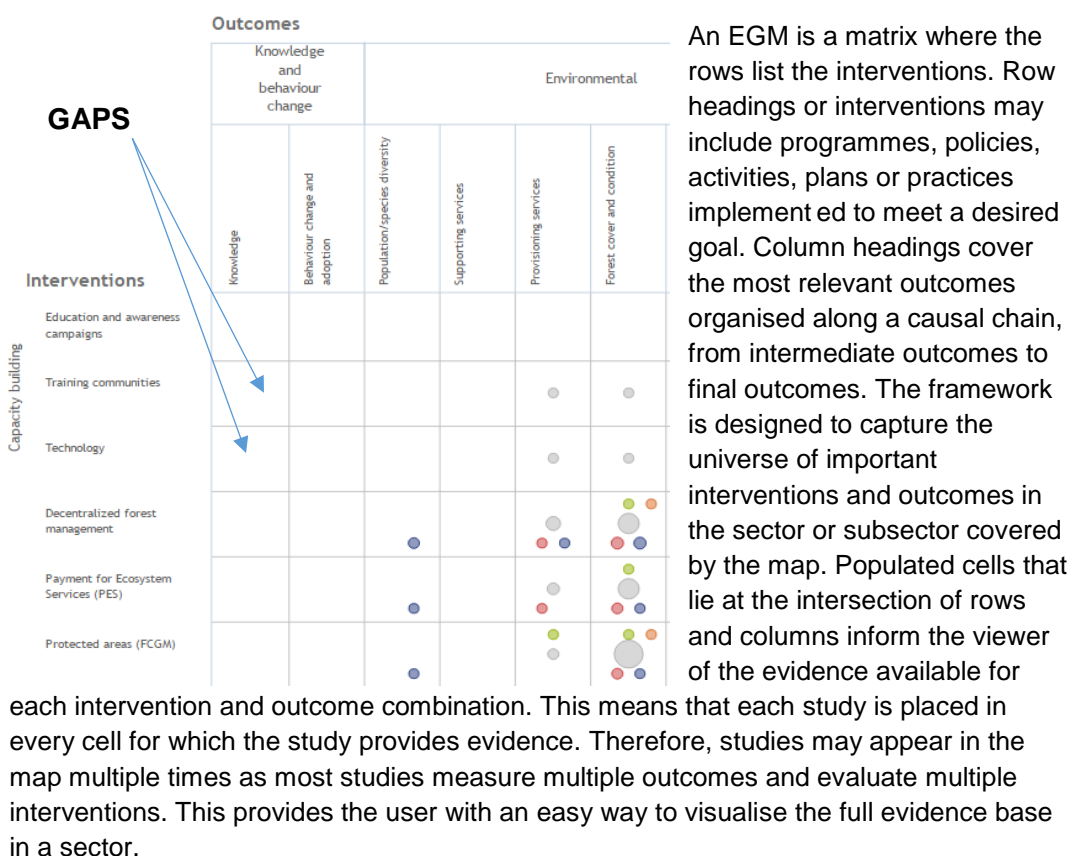 Outcomes
Knowledge
and
behaviour
change
Environmental
GAPS
Knowledge
Behaviour change and
adoption
Population/species diversity
Supporting services
Provisioning services
Forest cover and condition
Interventions
Capacity building
Education and awareness
campaigns
Training communities
Technology
Decentralized forest
management
Payment for Ecosystem
Services (PES)
Protected areas (FCGM)
An EGM is a matrix where the
rows list the interventions. Row
headings or interventions may
include programmes, policies,
activities, plans or practices
implement ed to meet a desired
goal. Column headings cover
the most relevant outcomes
organised along a causal chain,
from intermediate outcomes to
final outcomes. The framework
is designed to capture the
universe of important
interventions and outcomes in
the sector or subsector covered
by the map. Populated cells that
lie at the intersection of rows
and columns inform the viewer
of the evidence available for
each intervention and outcome combination. This means that each study is placed in
every cell for which the study provides evidence. Therefore, studies may appear in the
map multiple times as most studies measure multiple outcomes and evaluate multiple
interventions. This provides the user with an easy way to visualise the full evidence base
in a sector.